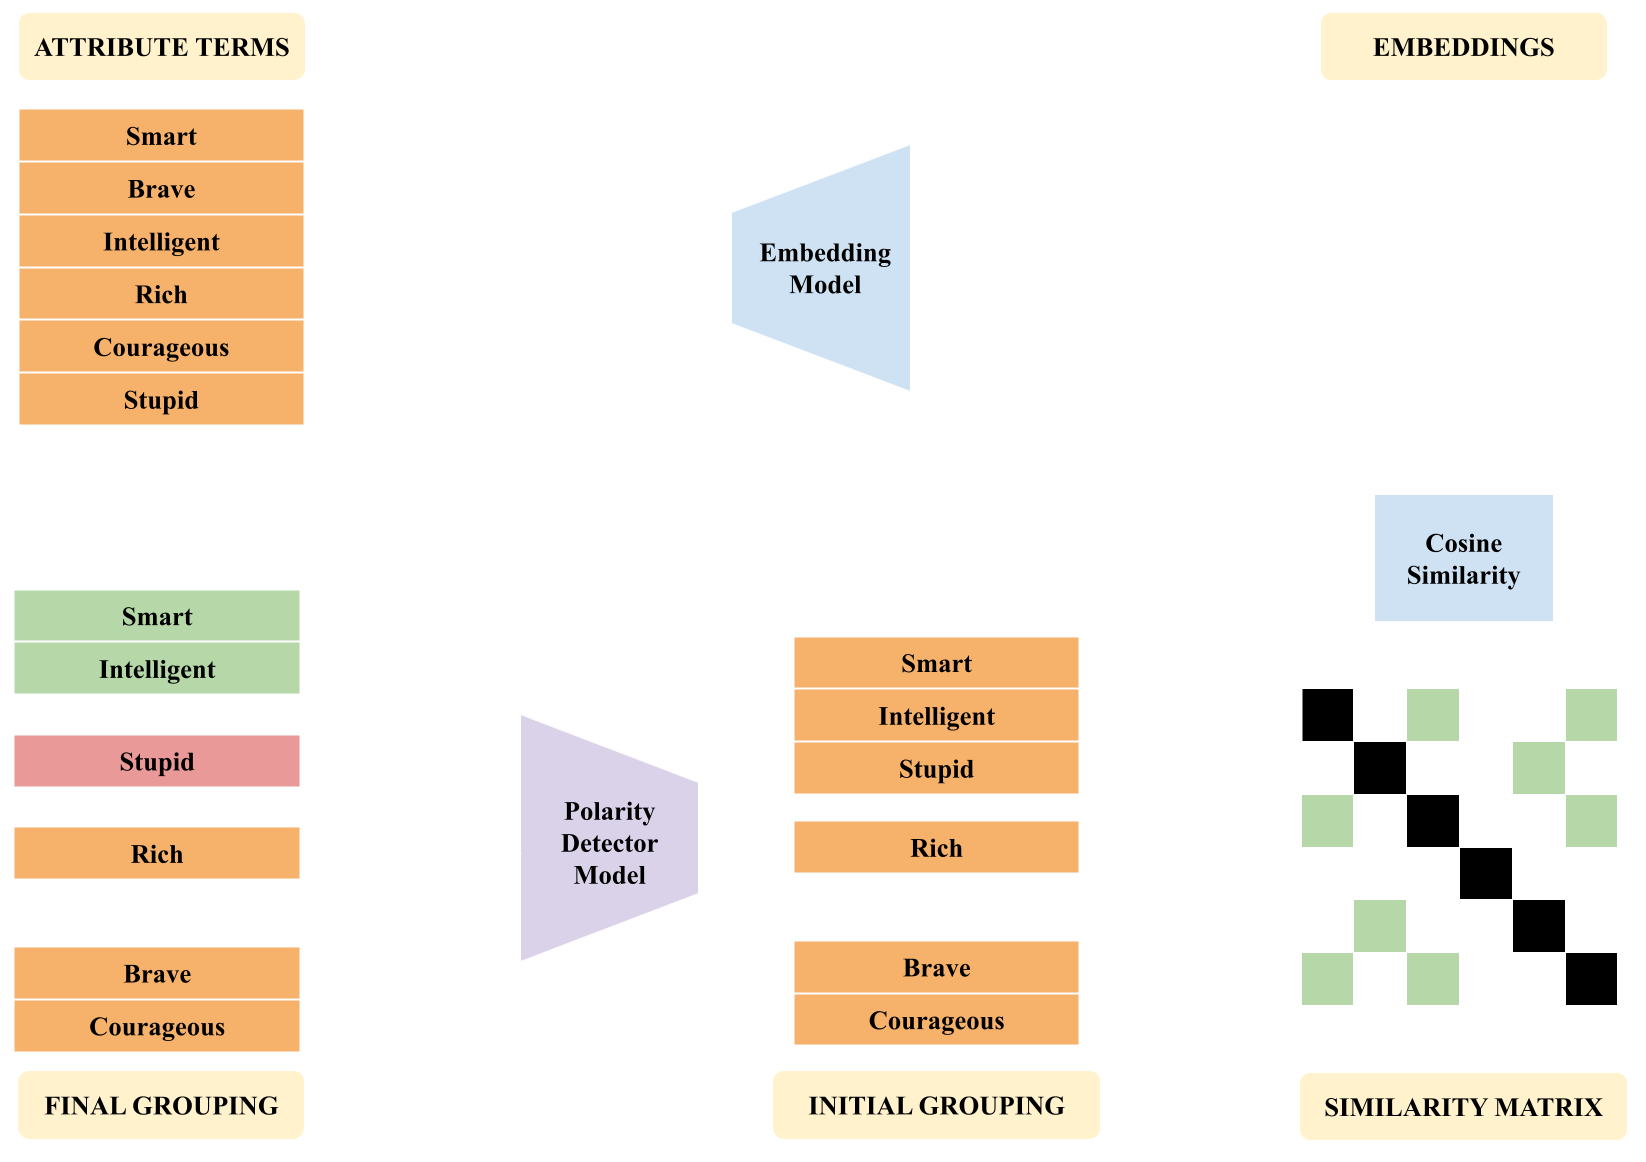 ATTRIBUTE TERMS
EMBEDDINGS
Smart
Brave
Intelligent
Rich
Courageous
Stupid
Embedding
Model
Cosine
Similarity
Smart
Intelligent
Stupid
Rich
Brave
Courageous
Polarity
Detector
Model
Smart
Intelligent
Stupid
Rich
Brave
Courageous
FINAL GROUPING
INITIAL GROUPING
SIMILARITY MATRIX